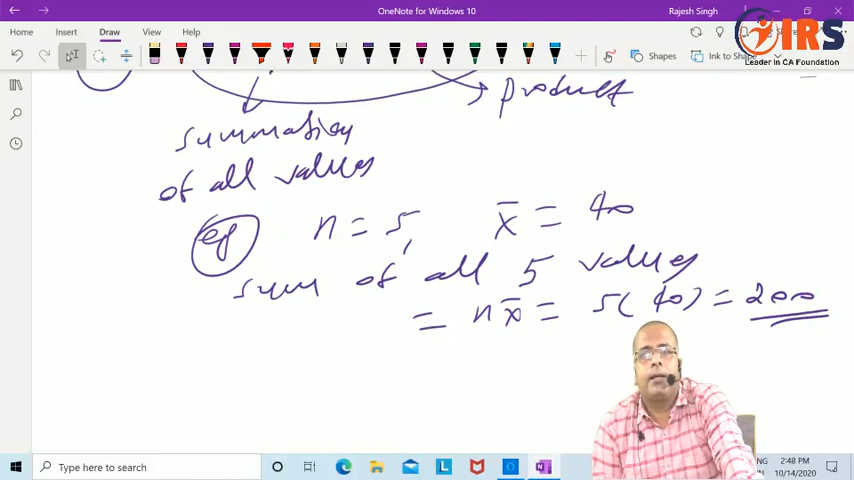 OneNote for Windows 10
Rajesh Singh
Home Insert Draw View Help
Share
IRS
Leader in CA Foundation
Shapes
Ink to Shape
product
summation
of all values
eg n = 5, x̄ = 40
sum of all 5 values
= nx̄ = 5(40) = 200
Type here to search
L
NG 2:48 PM
10/14/2020